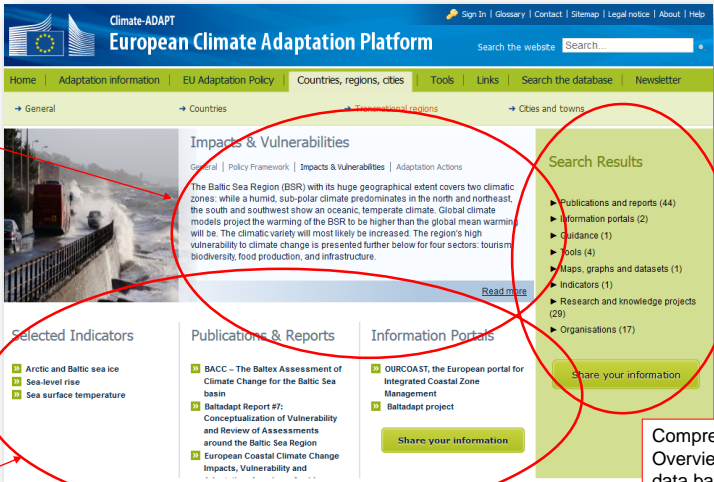 Climate-ADAPT
European Climate Adaptation Platform
Sign In | Glossary | Contact | Sitemap | Legal notice | About | Help
Search the website Search...
Home | Adaptation information | EU Adaptation Policy | Countries, regions, cities | Tools | Links | Search the database | Newsletter
General
Countries
Transnational regions
Cities and towns
Impacts & Vulnerabilities
General | Policy Framework | Impacts & Vulnerabilities | Adaptation Actions
The Baltic Sea Region (BSR) with its huge geographical extent covers two climatic
zones: while a humid, sub-polar climate predominates in the north and northeast,
the south and southwest show an oceanic, temperate climate. Global climate
models project the warming of the BSR to be higher than the global mean warming
will be. The climatic variety will most likely be increased. The region's high
vulnerability to climate change is presented further below for four sectors: tourism
biodiversity, food production, and infrastructure.
Read more
Search Results
Publications and reports (44)
Information portals (2)
Guidance (1)
Tools (4)
Maps, graphs and datasets (1)
Indicators (1)
Research and knowledge projects
(29)
Organisations (17)
Share your information
Selected Indicators
Arctic and Baltic sea ice
Sea-level rise
Sea surface temperature
Publications & Reports
BACC – The Baltex Assessment of
Climate Change for the Baltic Sea
basin
Baltadapt Report #7:
Conceptualization of Vulnerability
and Review of Assessments
around the Baltic Sea Region
European Coastal Climate Change
Impacts, Vulnerability and
Information Portals
OURCOAST, the European portal for
Integrated Coastal Zone
Management
Baltadapt project
Share your information
Compre
Overvie
data ba